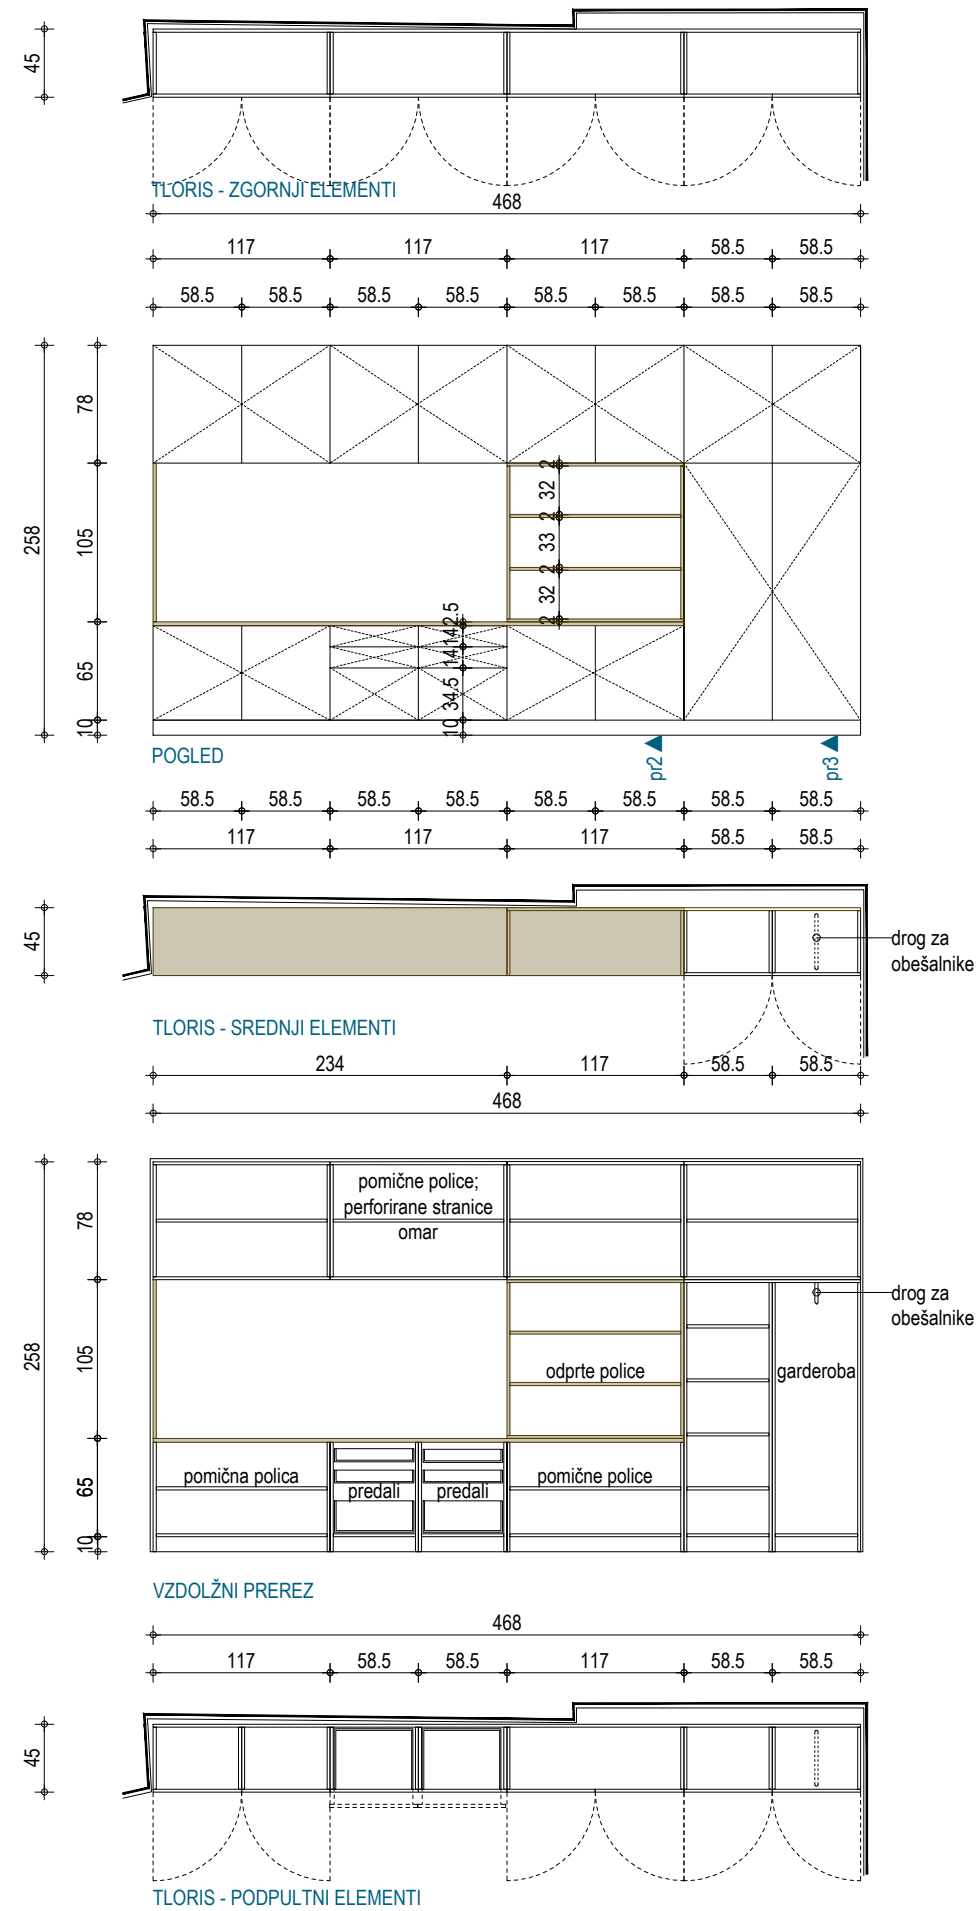 45
TLORIS - ZGORNJI ELEMENTI
468
117 117 117 58.5 58.5
58.5 58.5 58.5 58.5 58.5 58.5 58.5 58.5
258
78
105
65
10
2
32
2
33
2
32
2
2.5
14
14
34.5
10
POGLED
pr2
pr3
58.5 58.5 58.5 58.5 58.5 58.5 58.5 58.5
117 117 117 58.5 58.5
45
drog za
obešalnike
TLORIS - SREDNJI ELEMENTI
234 117 58.5 58.5
468
258
78
105
65
10
pomične police;
perforirane stranice
omar
drog za
obešalnike
odprte police
garderoba
pomična polica
predali
predali
pomične police
VZDOLŽNI PREREZ
468
117 58.5 58.5 117 58.5 58.5
45
TLORIS - PODPULTNI ELEMENTI